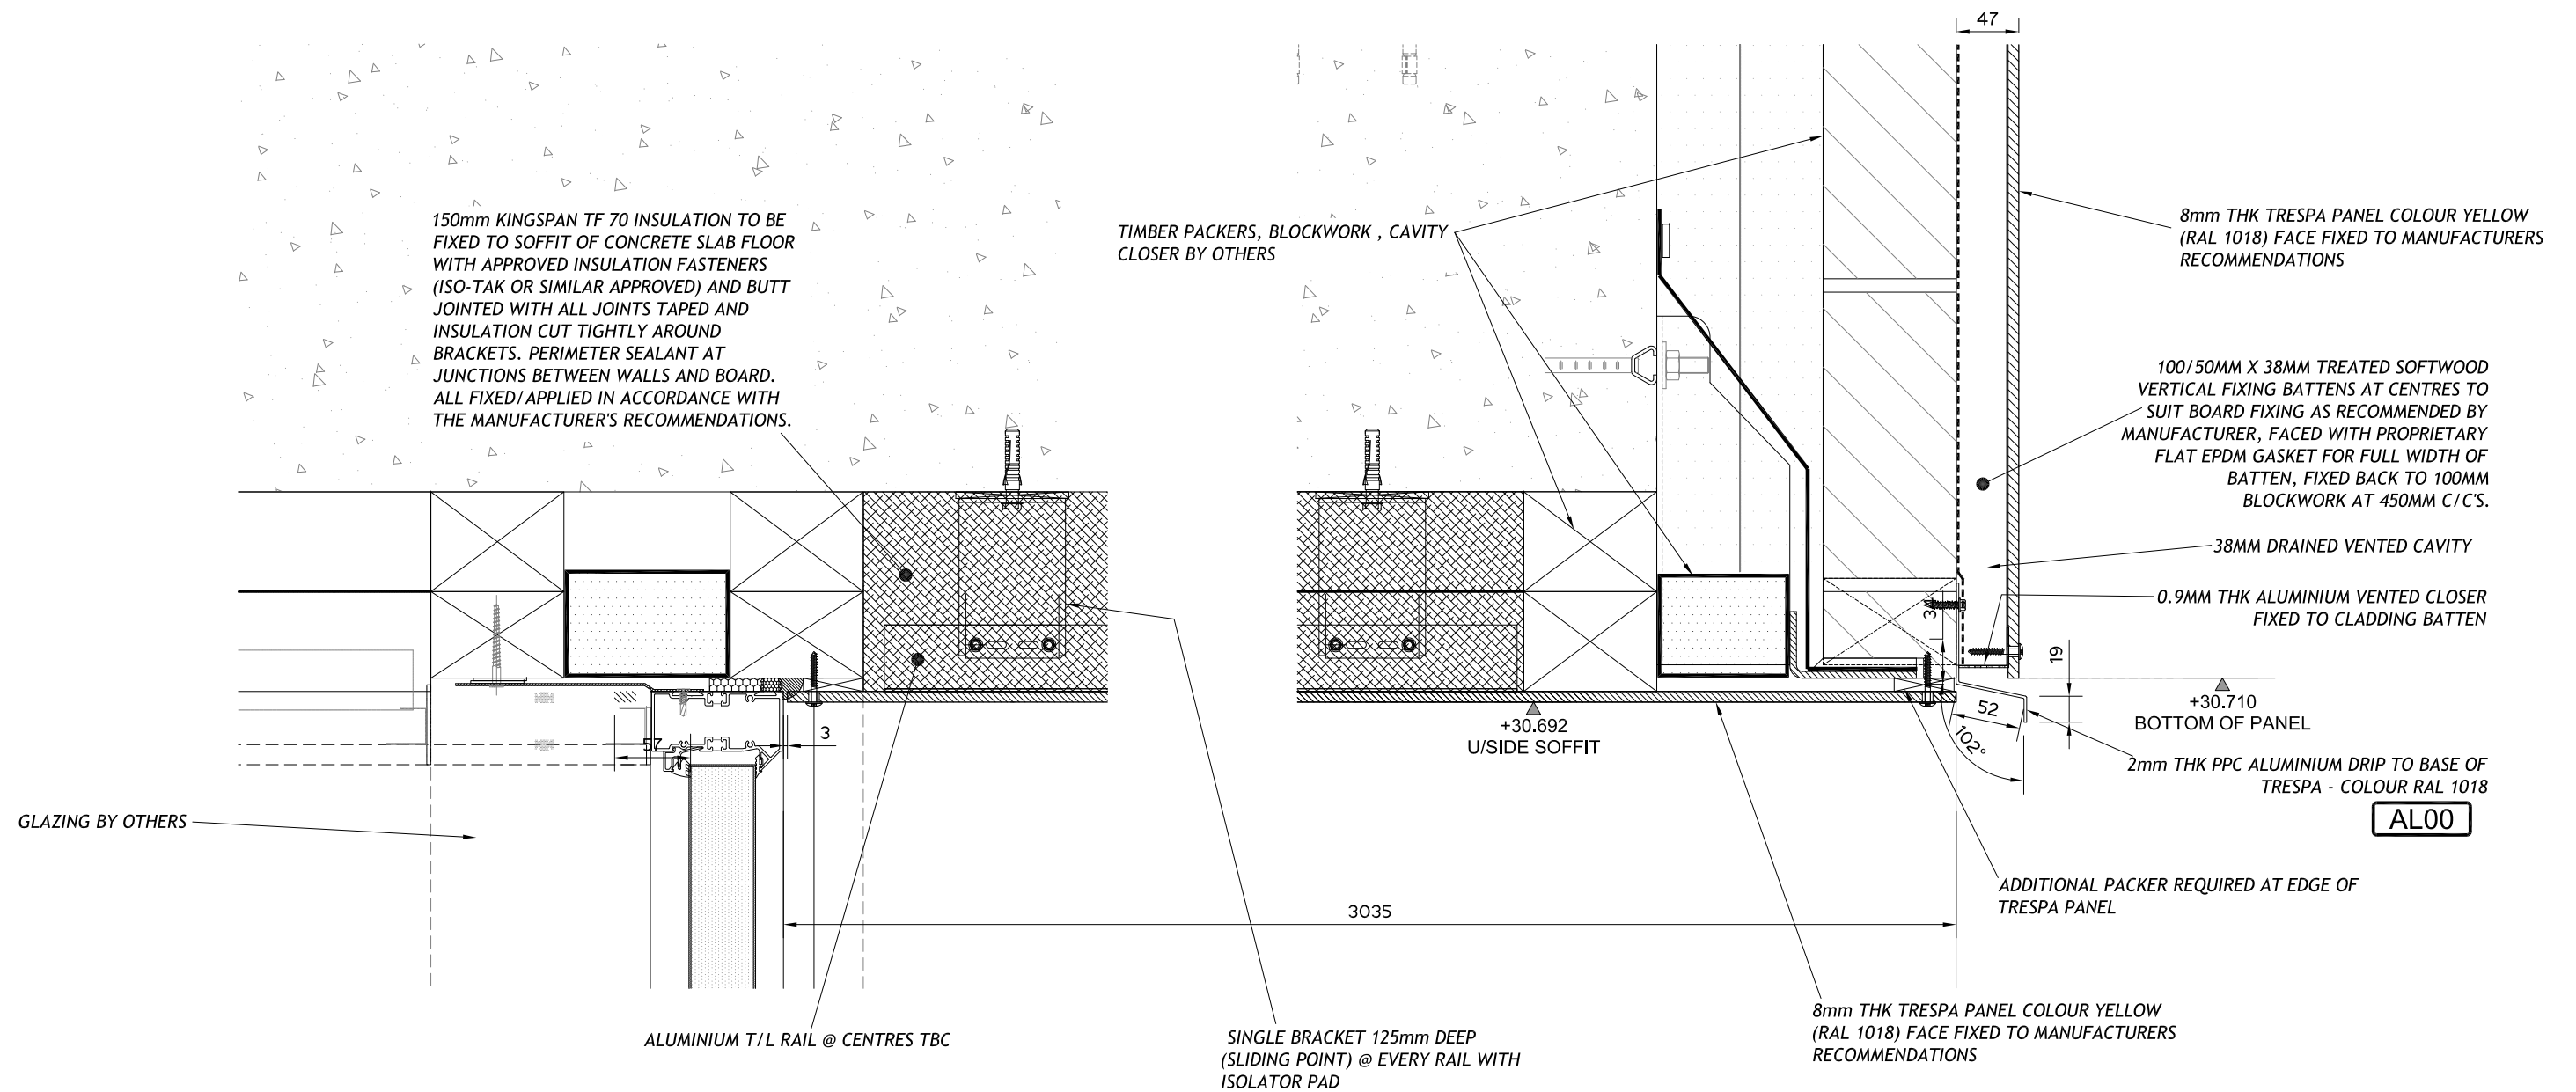 47
150mm KINGSPAN TF 70 INSULATION TO BE
FIXED TO SOFFIT OF CONCRETE SLAB FLOOR
WITH APPROVED INSULATION FASTENERS
(ISO-TAK OR SIMILAR APPROVED) AND BUTT
JOINTED WITH ALL JOINTS TAPED AND
INSULATION CUT TIGHTLY AROUND
BRACKETS. PERIMETER SEALANT AT
JUNCTIONS BETWEEN WALLS AND BOARD.
ALL FIXED/APPLIED IN ACCORDANCE WITH
THE MANUFACTURER'S RECOMMENDATIONS.
TIMBER PACKERS, BLOCKWORK , CAVITY
CLOSER BY OTHERS
8mm THK TRESPA PANEL COLOUR YELLOW
(RAL 1018) FACE FIXED TO MANUFACTURERS
RECOMMENDATIONS
100/50MM X 38MM TREATED SOFTWOOD
VERTICAL FIXING BATTENS AT CENTRES TO
SUIT BOARD FIXING AS RECOMMENDED BY
MANUFACTURER, FACED WITH PROPRIETARY
FLAT EPDM GASKET FOR FULL WIDTH OF
BATTEN, FIXED BACK TO 100MM
BLOCKWORK AT 450MM C/C'S.
38MM DRAINED VENTED CAVITY
0.9MM THK ALUMINIUM VENTED CLOSER
FIXED TO CLADDING BATTEN
34
19
52
102°
+30.710
BOTTOM OF PANEL
+30.692
U/SIDE SOFFIT
57
3
2mm THK PPC ALUMINIUM DRIP TO BASE OF
TRESPA - COLOUR RAL 1018
AL00
GLAZING BY OTHERS
ADDITIONAL PACKER REQUIRED AT EDGE OF
TRESPA PANEL
3035
8mm THK TRESPA PANEL COLOUR YELLOW
(RAL 1018) FACE FIXED TO MANUFACTURERS
RECOMMENDATIONS
ALUMINIUM T/L RAIL @ CENTRES TBC
SINGLE BRACKET 125mm DEEP
(SLIDING POINT) @ EVERY RAIL WITH
ISOLATOR PAD